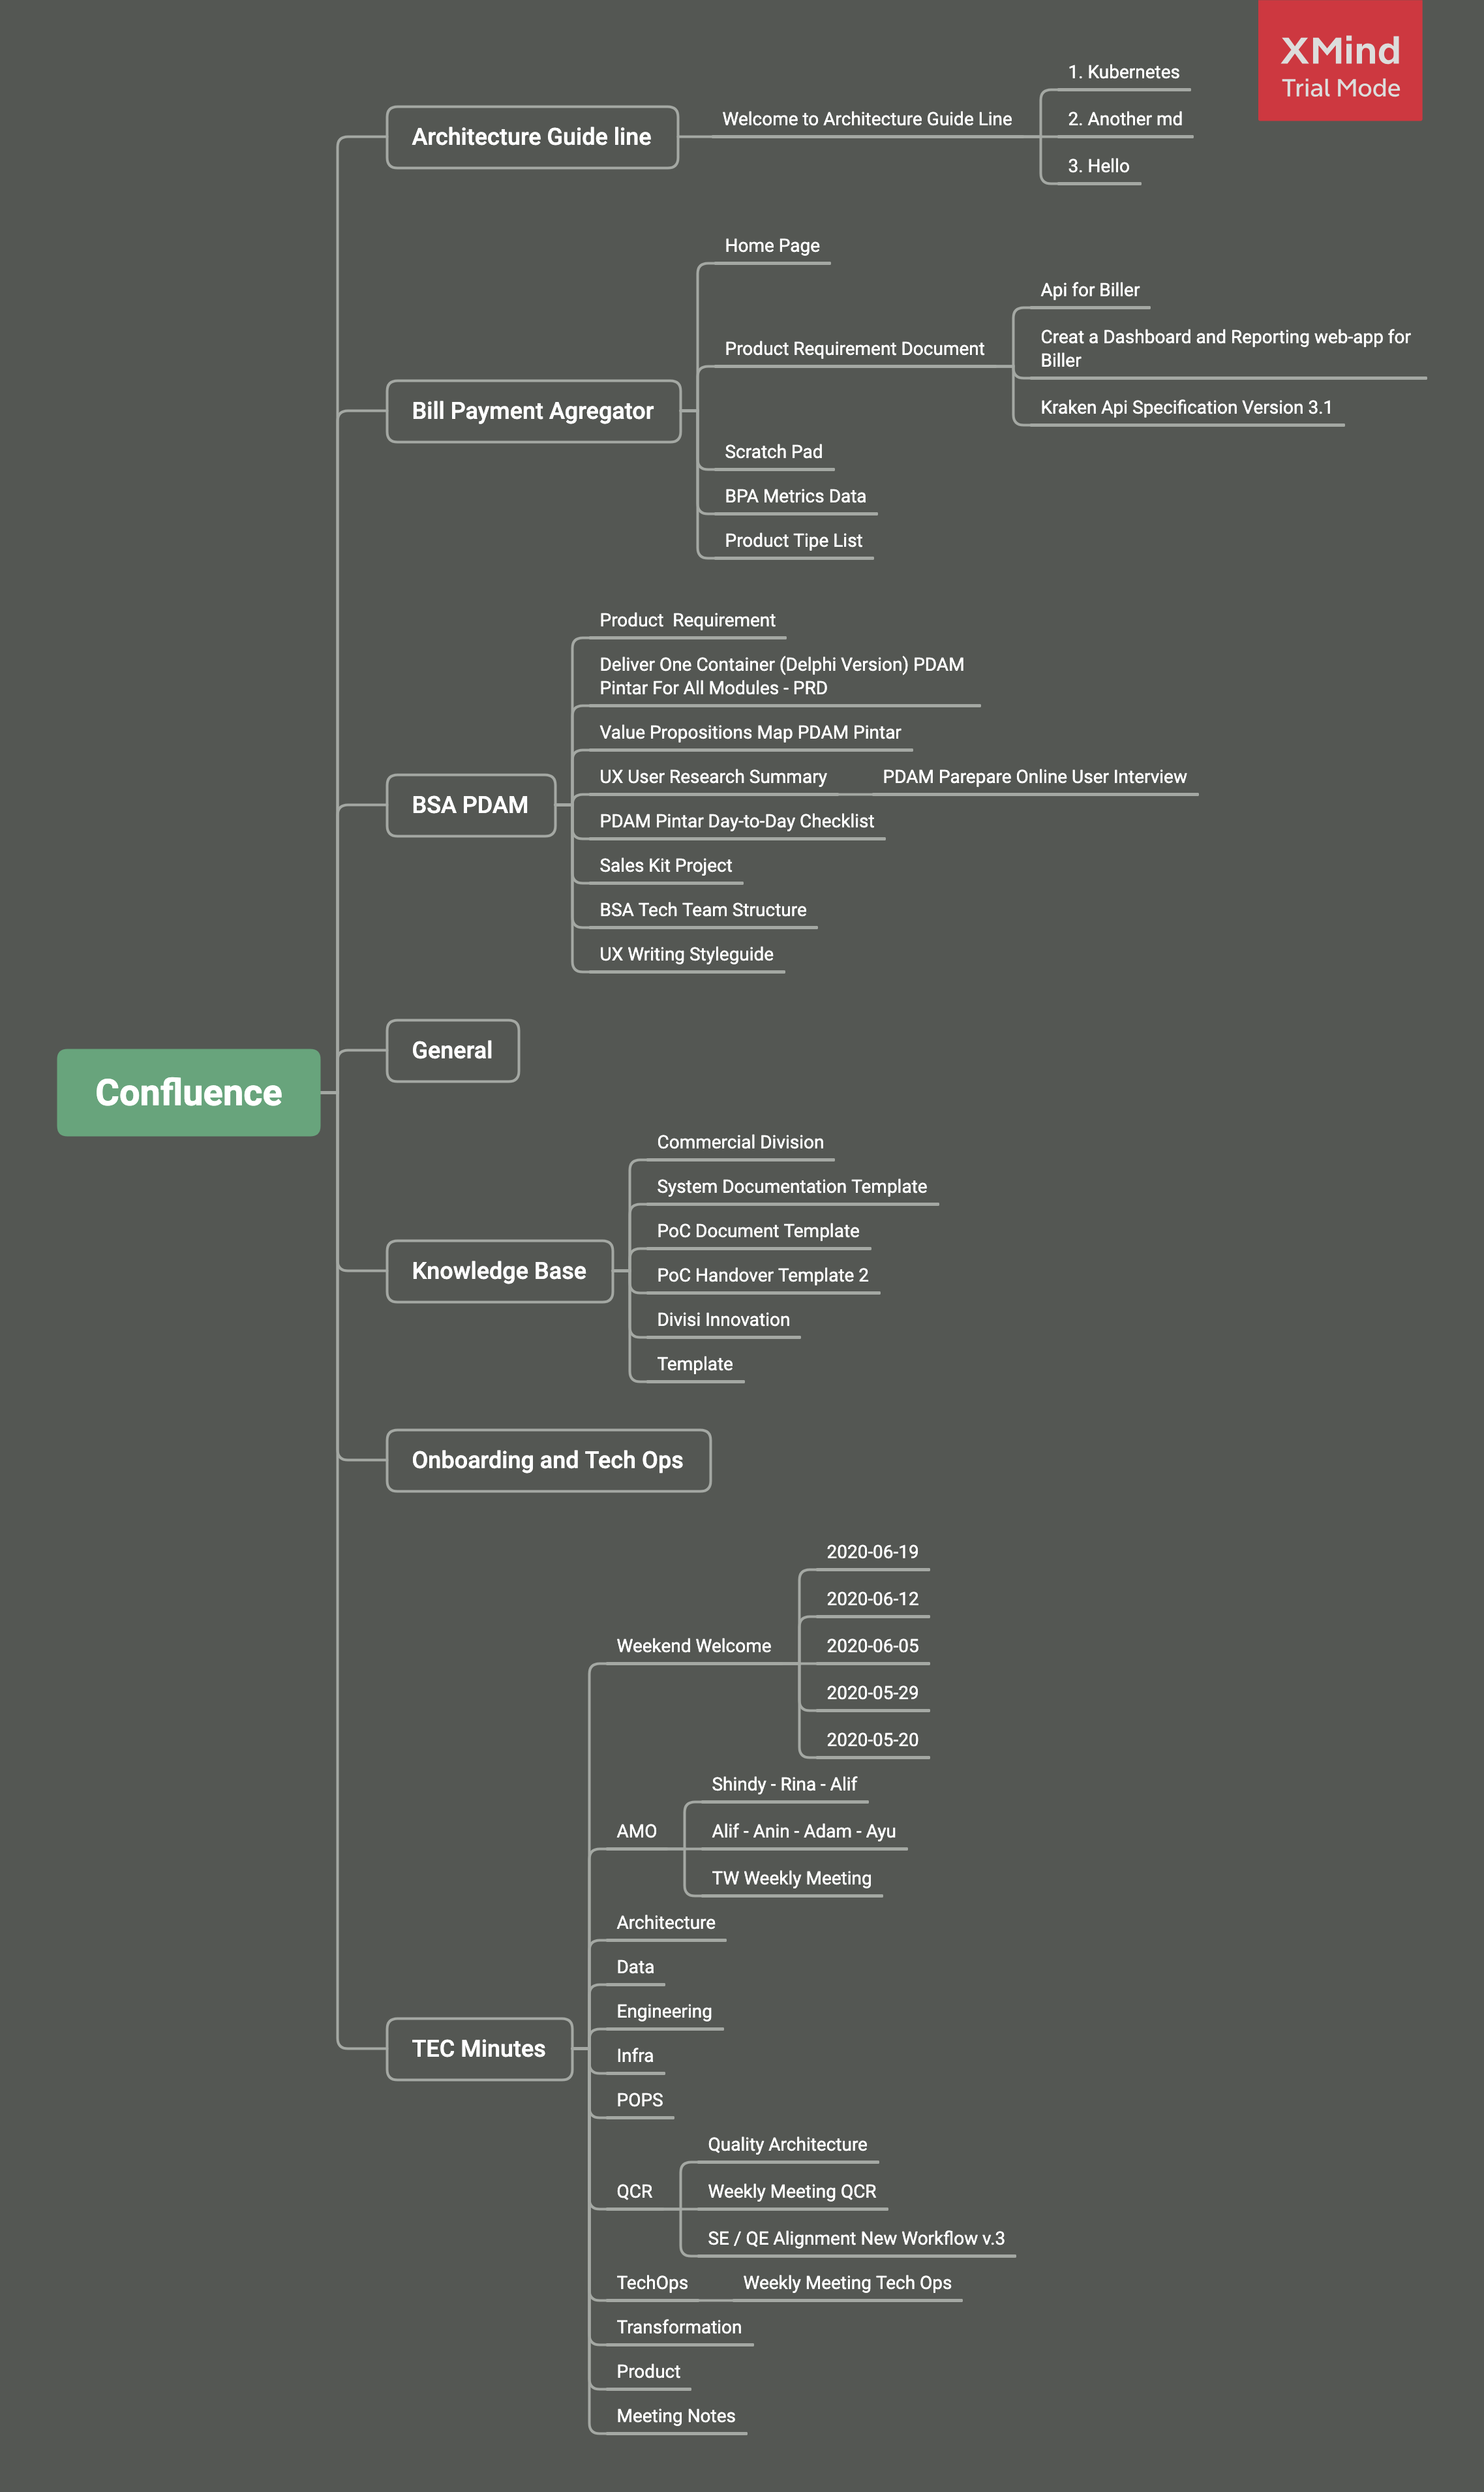 XMind
Trial Mode
Confluence
Architecture Guide line
Welcome to Architecture Guide Line
1. Kubernetes
2. Another md
3. Hello
Bill Payment Agregator
Home Page
Product Requirement Document
Api for Biller
Creat a Dashboard and Reporting web-app for
Biller
Kraken Api Specification Version 3.1
Scratch Pad
BPA Metrics Data
Product Tipe List
BSA PDAM
Product  Requirement
Deliver One Container (Delphi Version) PDAM
Pintar For All Modules - PRD
Value Propositions Map PDAM Pintar
UX User Research Summary
PDAM Parepare Online User Interview
PDAM Pintar Day-to-Day Checklist
Sales Kit Project
BSA Tech Team Structure
UX Writing Styleguide
General
Knowledge Base
Commercial Division
System Documentation Template
PoC Document Template
PoC Handover Template 2
Divisi Innovation
Template
Onboarding and Tech Ops
TEC Minutes
Weekend Welcome
2020-06-19
2020-06-12
2020-06-05
2020-05-29
2020-05-20
AMO
Shindy - Rina - Alif
Alif - Anin - Adam - Ayu
TW Weekly Meeting
Architecture
Data
Engineering
Infra
POPS
QCR
Quality Architecture
Weekly Meeting QCR
SE / QE Alignment New Workflow v.3
TechOps
Weekly Meeting Tech Ops
Transformation
Product
Meeting Notes